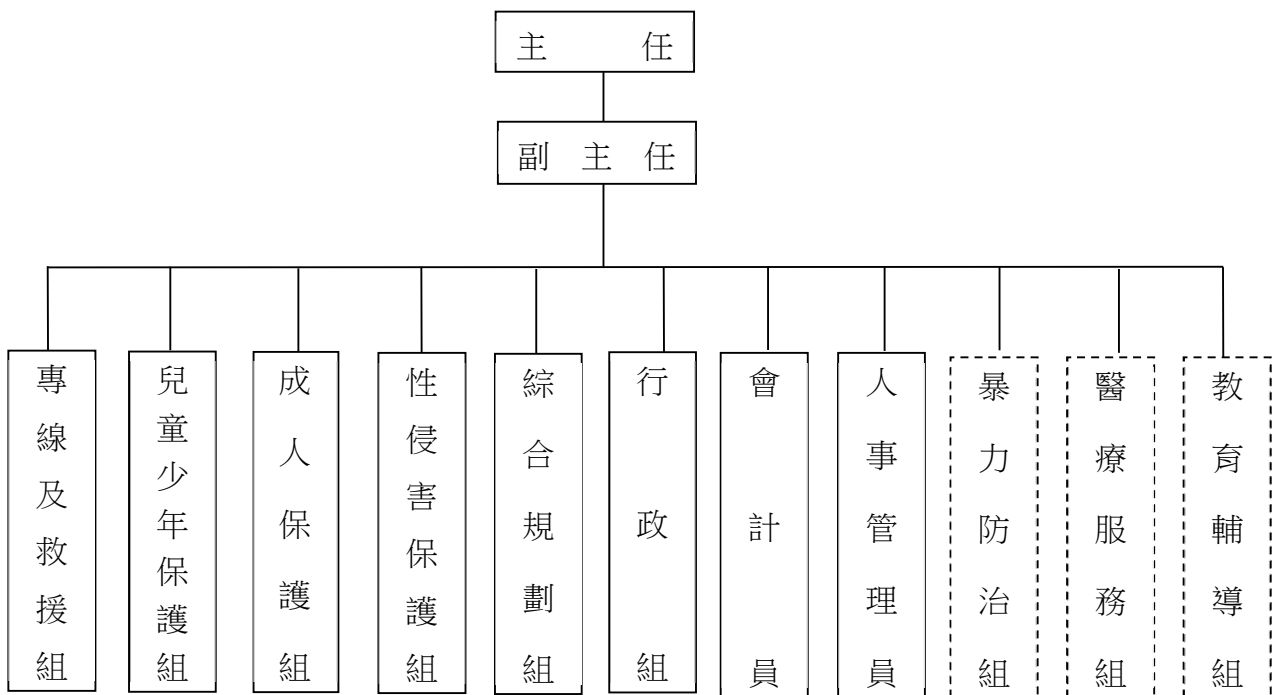 主任
副主任
專線及救援組
兒童少年保護組
成人保護組
性侵害保護組
綜合規劃組
行政組
會計員
人事管理員
暴力防治組
醫療服務組
教育輔導組